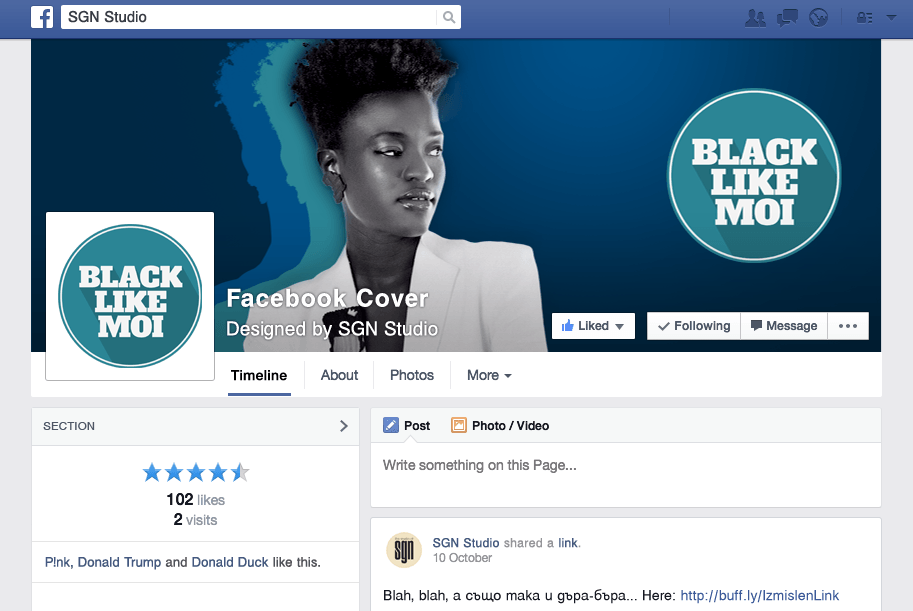 SGN Studio
BLACK
LIKE
MOI
BLACK
LIKE
MOI
Facebook Cover
Designed by SGN Studio
Liked
Following
Message
Timeline
About
Photos
More
SECTION
102 likes
2 visits
P!nk, Donald Trump and Donald Duck like this.
Post
Photo / Video
Write something on this Page...
sgn
SGN Studio shared a link.
10 October
Blah, blah, а също така и дъра-бъра... Here: http://buff.ly/IzmislenLink